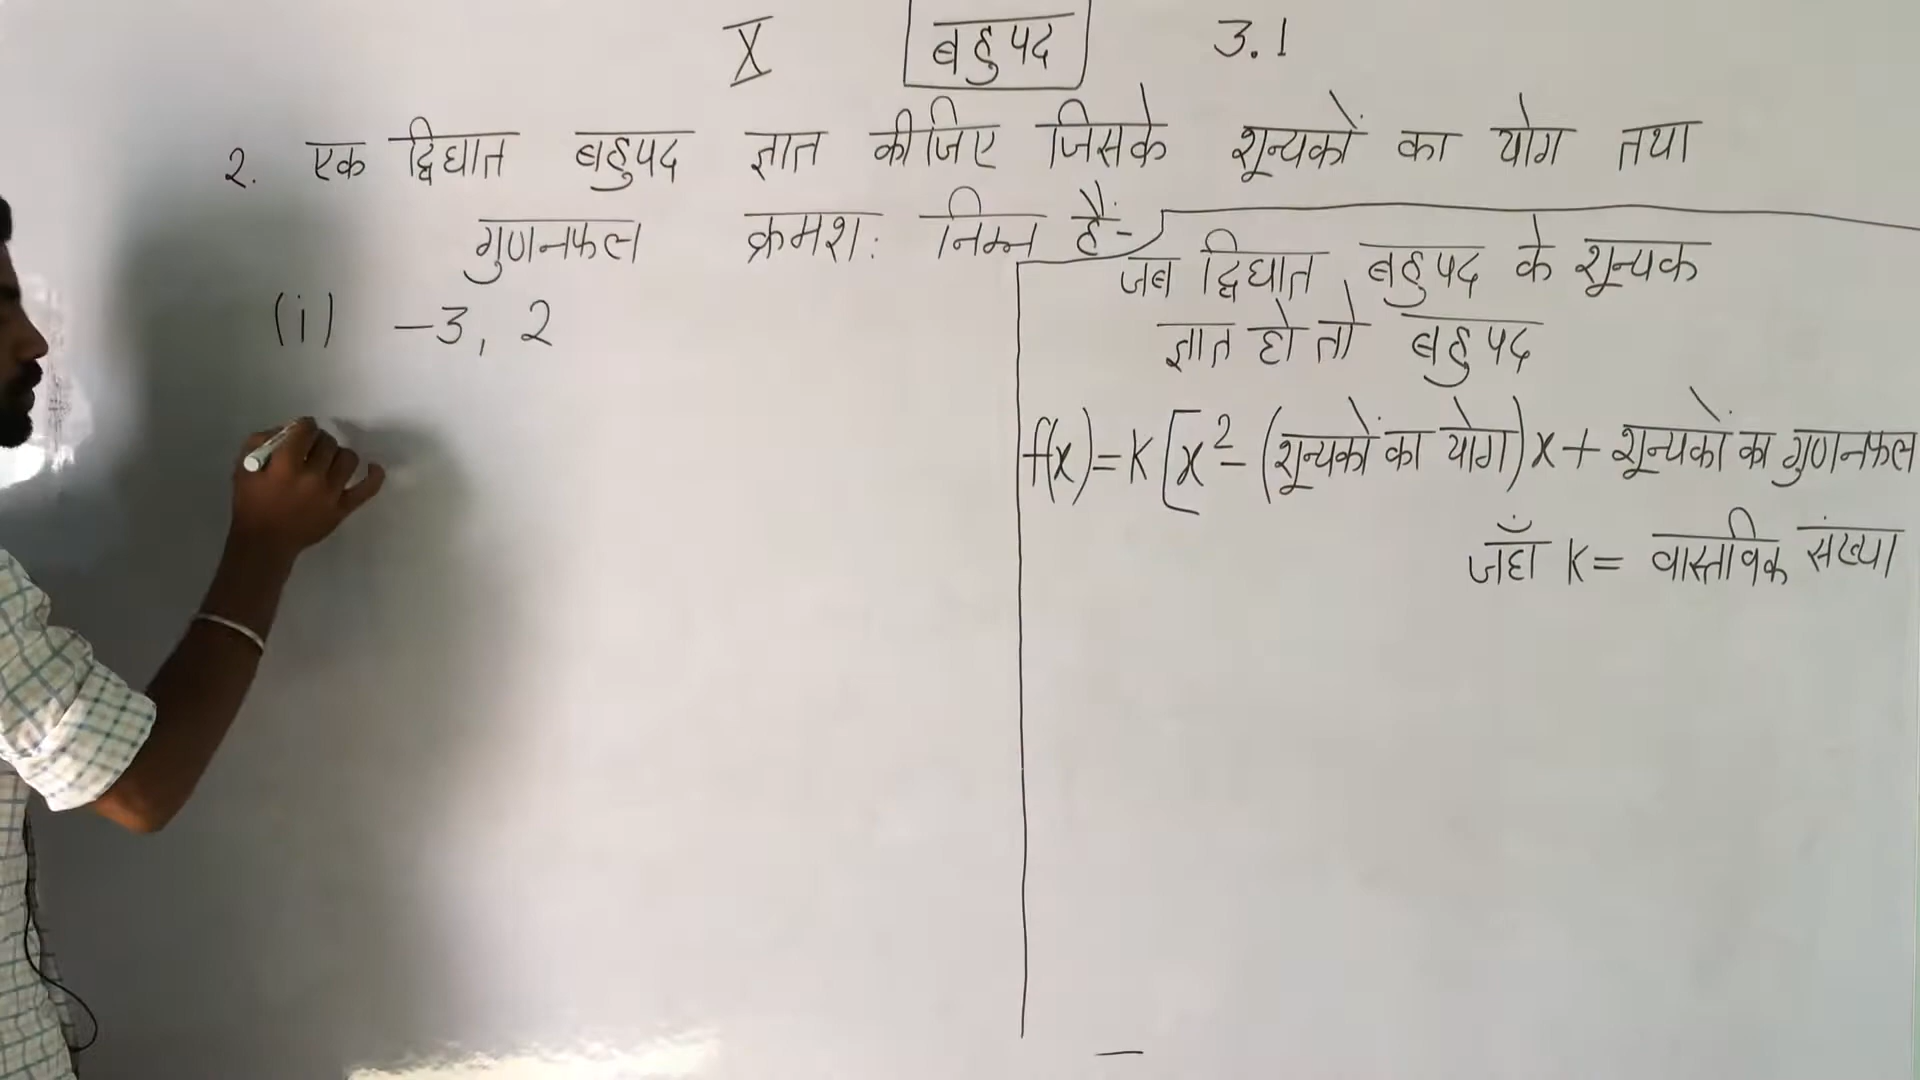 X बहुपद 3.1
2. एक द्विघात बहुपद ज्ञात कीजिए जिसके शून्यकों का योग तथा
गुणनफल क्रमश: निम्न हैं-
(i) -3, 2
जब द्विघात बहुपद के शून्यक
ज्ञात हो तो बहुपद
f(x) = K [x² - (शून्यकों का योग) x + शून्यकों का गुणनफल
जहाँ K = वास्तविक संख्या